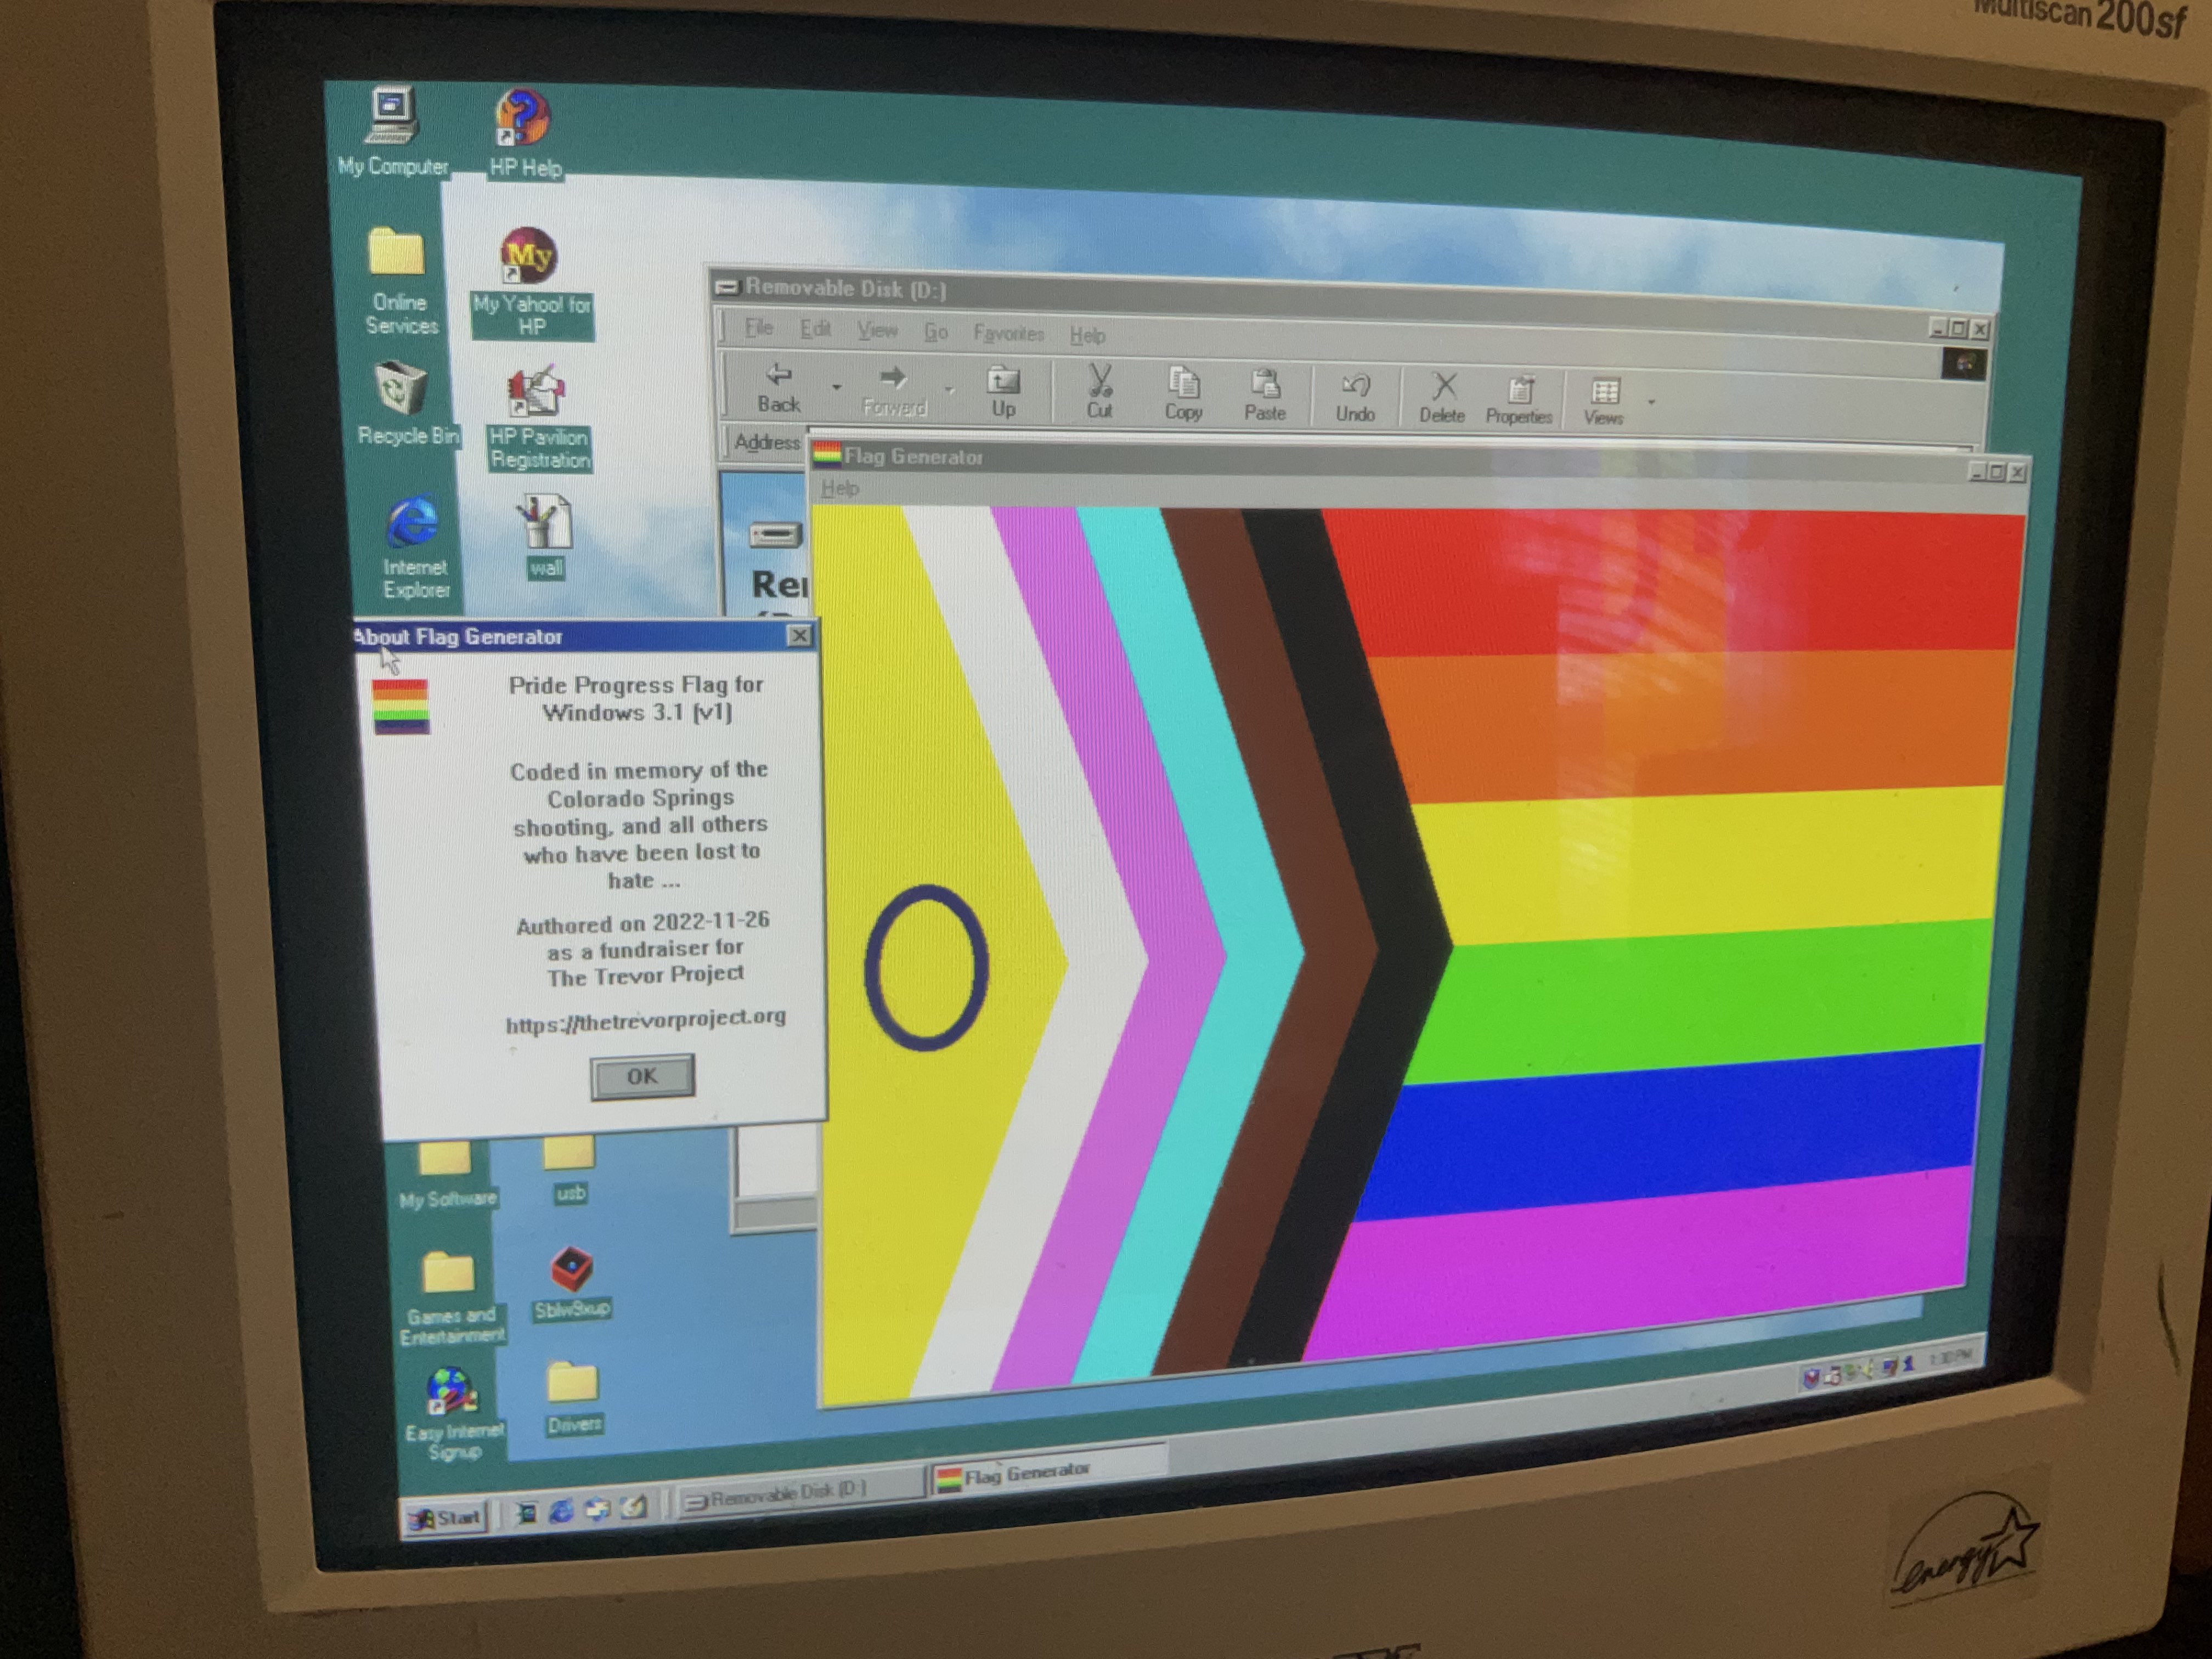 Multiscan 200sf
My Computer
HP Help
Online
Services
My
My Yahoo! for
HP
Recycle Bin
HP Pavilion
Registration
Internet
Explorer
wall
Removable Disk (D:)
File Edit View Go Favorites Help
Back Forward Up Cut Copy Paste Undo Delete Properties Views
Address
Flag Generator
Help
About Flag Generator
Pride Progress Flag for
Windows 3.1 (v1)
Coded in memory of the
Colorado Springs
shooting, and all others
who have been lost to
hate ...
Authored on 2022-11-26
as a fundraiser for
The Trevor Project
https://thetrevorproject.org
OK
My Software
usb
Games and
Entertainment
Sblw9xup
Easy Internet
Signup
Drivers
Start
Removable Disk (D:)
Flag Generator
energy